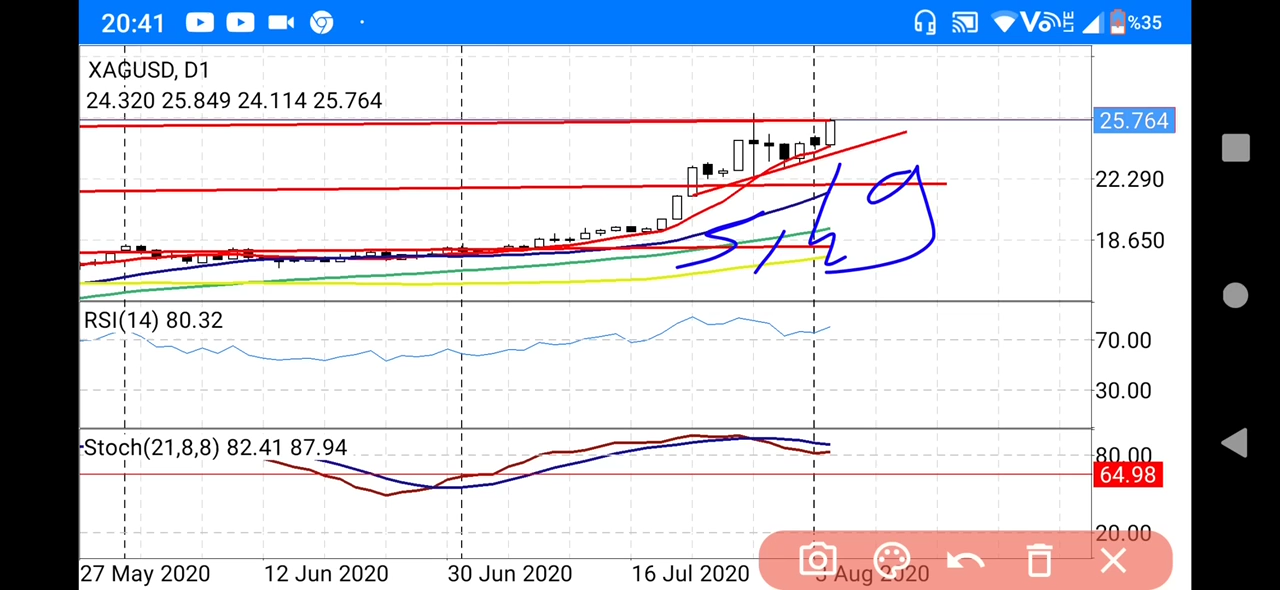 20:41 Vo LTE %35
XAGUSD, D1
24.320 25.849 24.114 25.764
25.764
22.290
18.650
RSI(14) 80.32
70.00
30.00
Stoch(21,8,8) 82.41 87.94
80.00
64.98
20.00
27 May 2020 12 Jun 2020 30 Jun 2020 16 Jul 2020 3 Aug 2020